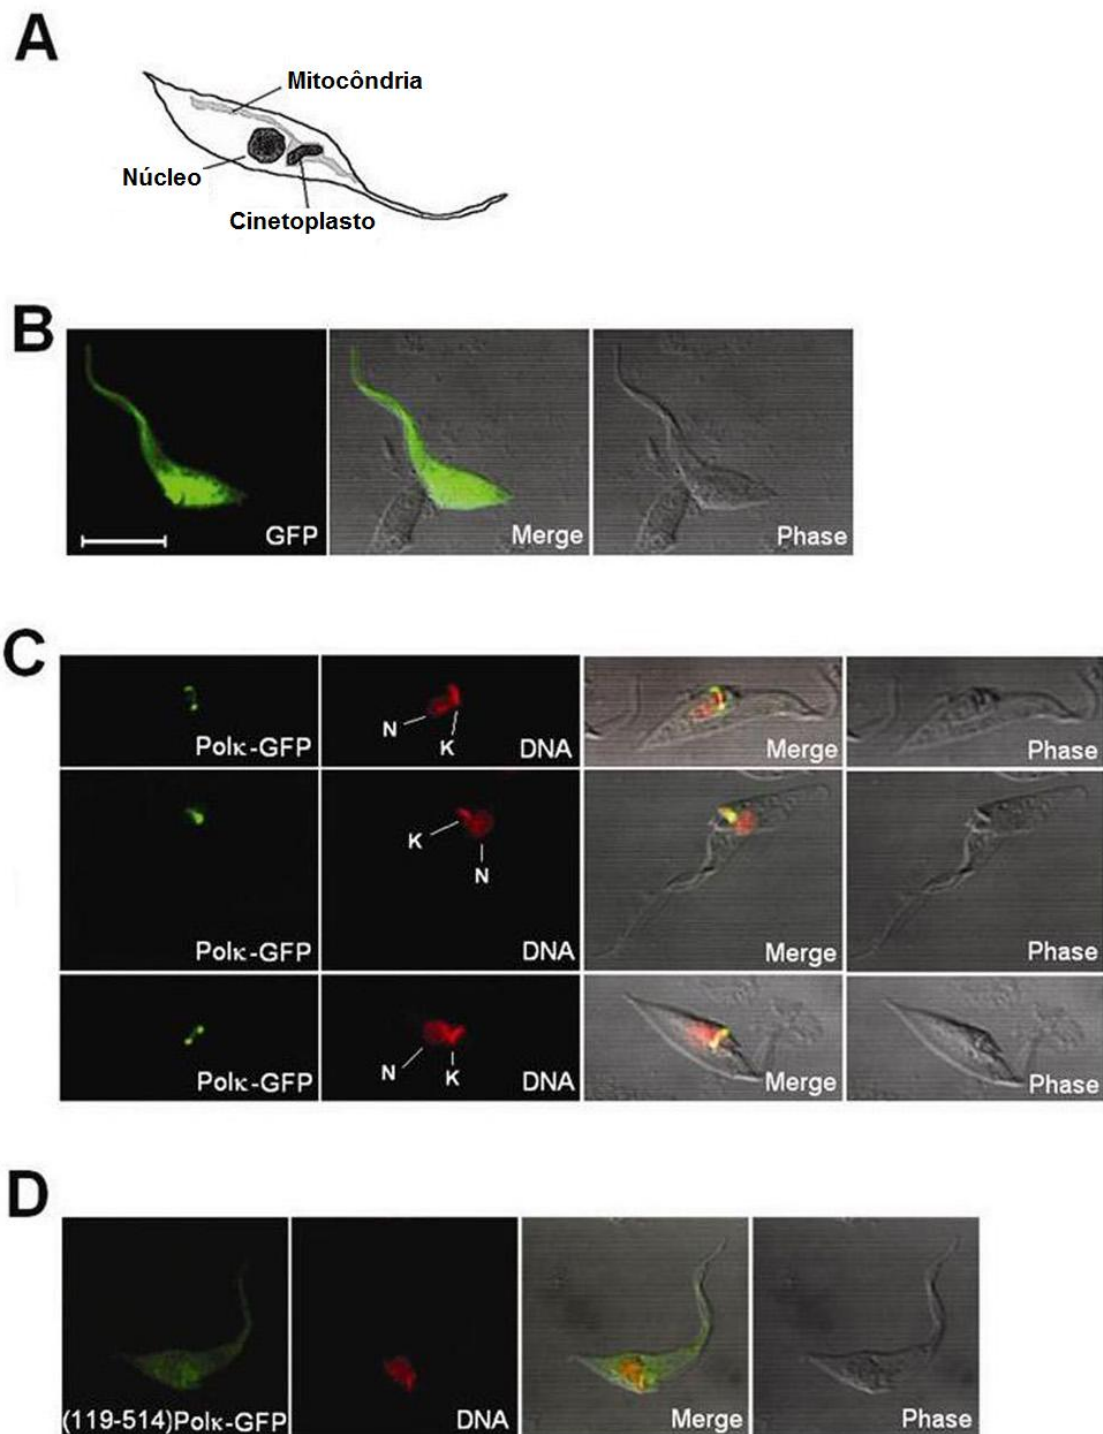 A
Mitocôndria
Núcleo
Cinetoplasto
B
GFP
Merge
Phase
C
N
K
Polκ-GFP
DNA
Merge
Phase
K
N
Polκ-GFP
DNA
Merge
Phase
N
K
Polκ-GFP
DNA
Merge
Phase
D
(119-514)Polκ-GFP
DNA
Merge
Phase